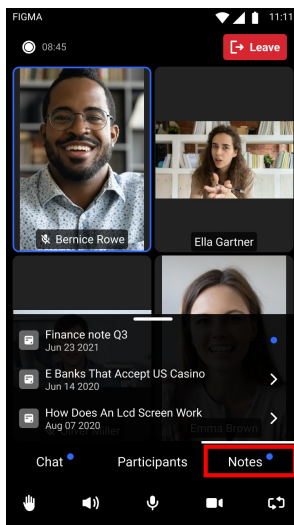 FIGMA
11:11
08:45
Leave
Bernice Rowe
Ella Gartner
Finance note Q3
Jun 23 2021
E Banks That Accept US Casino
Jun 14 2020
How Does An Lcd Screen Work
Aug 07 2020
Oliver Miller
Emma Brown
Chat
Participants
Notes